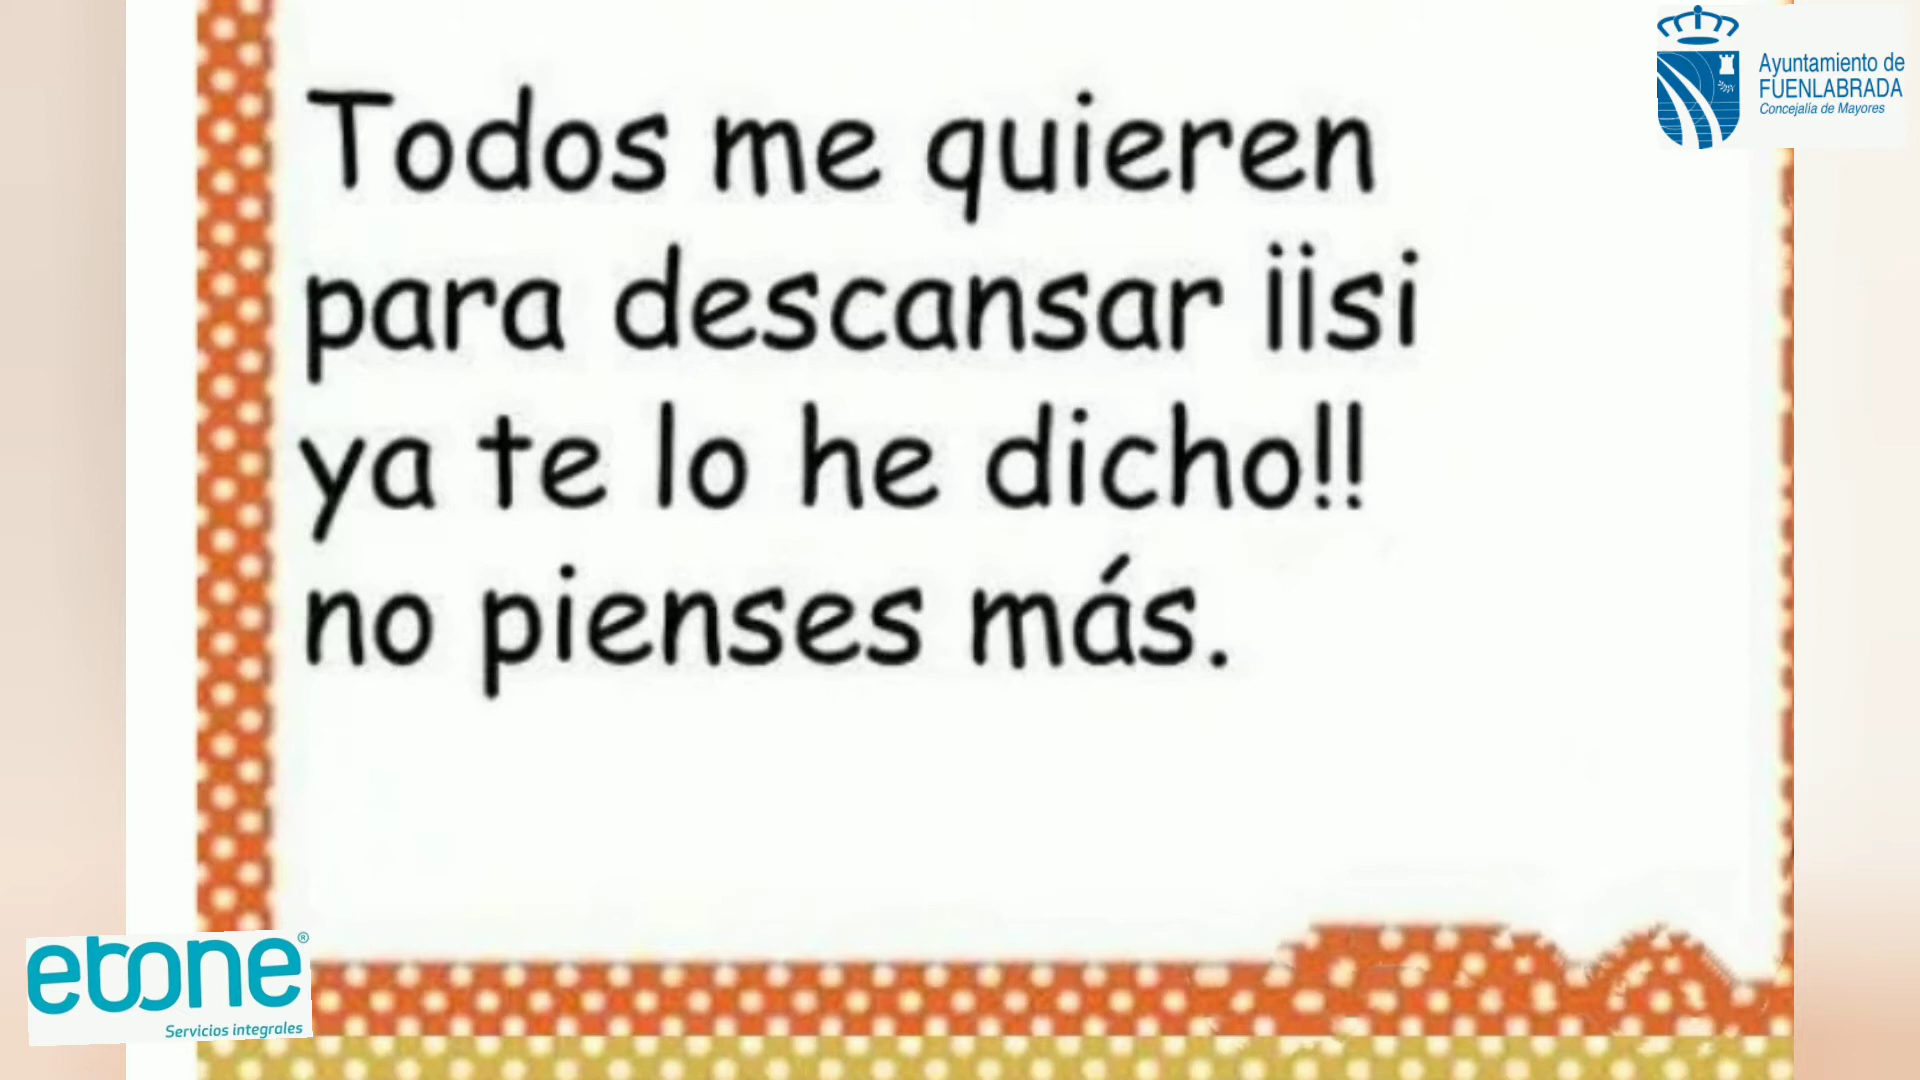 Todos me quieren
para descansar ¡¡si
ya te lo he dicho!!
no pienses más.
Ayuntamiento de
FUENLABRADA
Concejalía de Mayores
ebone®
Servicios integrales